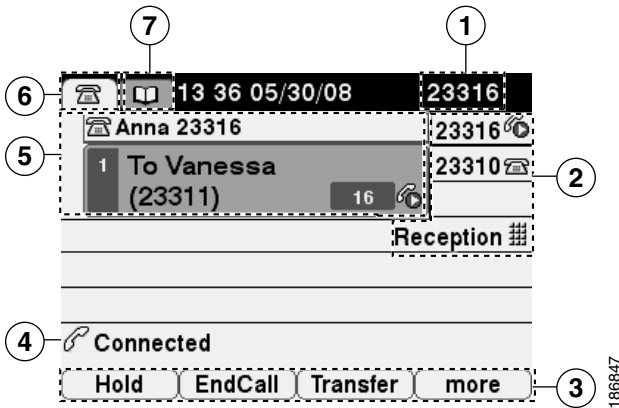 7
1
6
13 36 05/30/08
23316
Anna 23316
23316
5
1 To Vanessa
23310
2
(23311)
16
Reception
4
Connected
Hold
EndCall
Transfer
more
3
186847